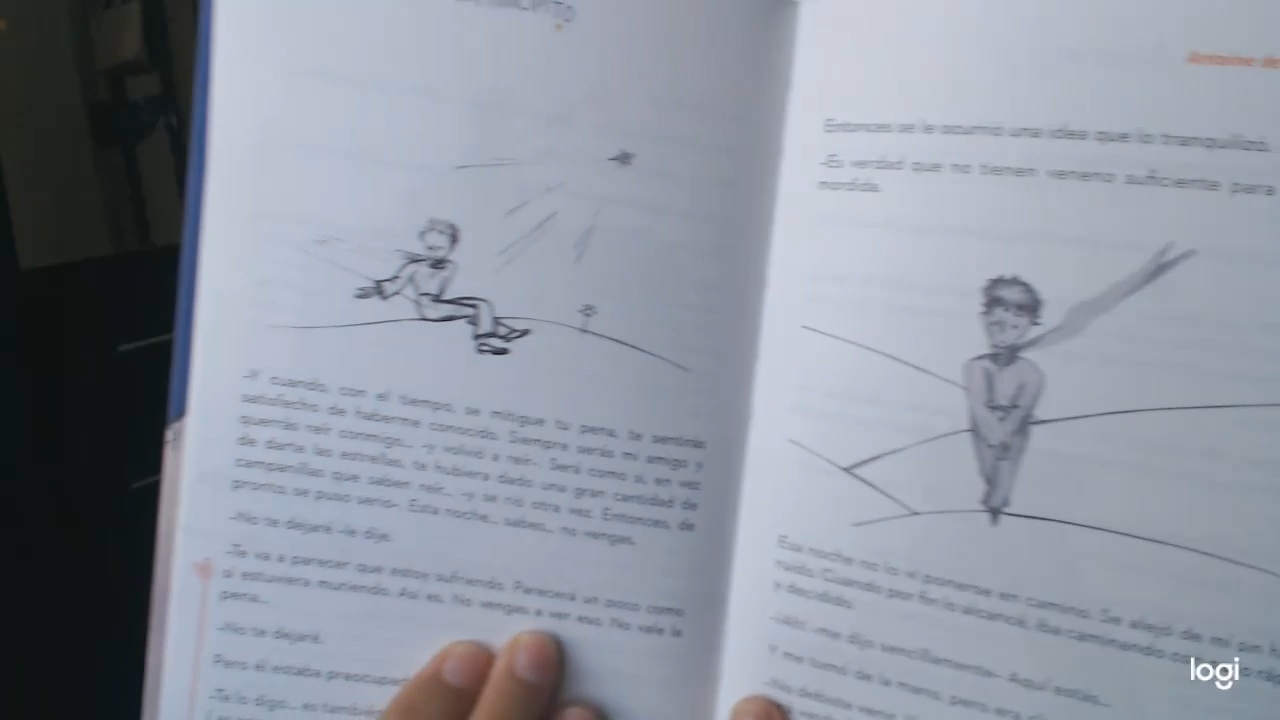 Entonces se le ocurrió una idea que lo tranquilizó.
-Es verdad que no tienen veneno suficiente para
mordida.
-Y cuando, con el tiempo, se mitigue tu pena, te sentirás
satisfecho de haberme conocido. Siempre serás mi amigo y
querrás reír conmigo... -y volvió a reír-. Será como si, en vez
de darte las estrellas, te hubiera dado una gran cantidad de
campanillas que saben reír... -y se rió otra vez. Entonces, de
pronto, se puso serio-. Esta noche... sabes... no vengas.
-No te dejaré -le dije.
-Te va a parecer que estoy sufriendo. Parecerá un poco como
si estuviera muriendo. Así es. No vengas a ver eso. No vale la
pena...
-No te dejaré.
Pero él estaba
-Te lo digo... es
Esa noche no lo vi ponerse en camino. Se alejó de mí sin
ruido. Cuando por fin lo alcancé, iba caminando
y decidido.
-¡Ah! -me dijo sencillamente-. Aquí estás...
Y me tomó de la mano, pero
logi